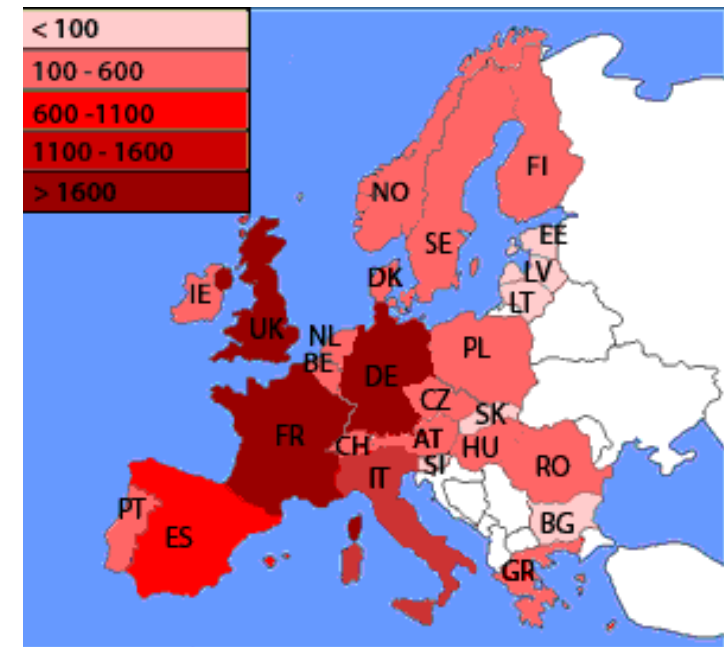 < 100
100 - 600
600 -1100
1100 - 1600
> 1600
FI
NO
EE
SE
LV
DK
IE
LT
UK
NL
PL
BE
DE
CZ
SK
FR
AT
CH
HU
SI
RO
IT
PT
BG
ES
GR